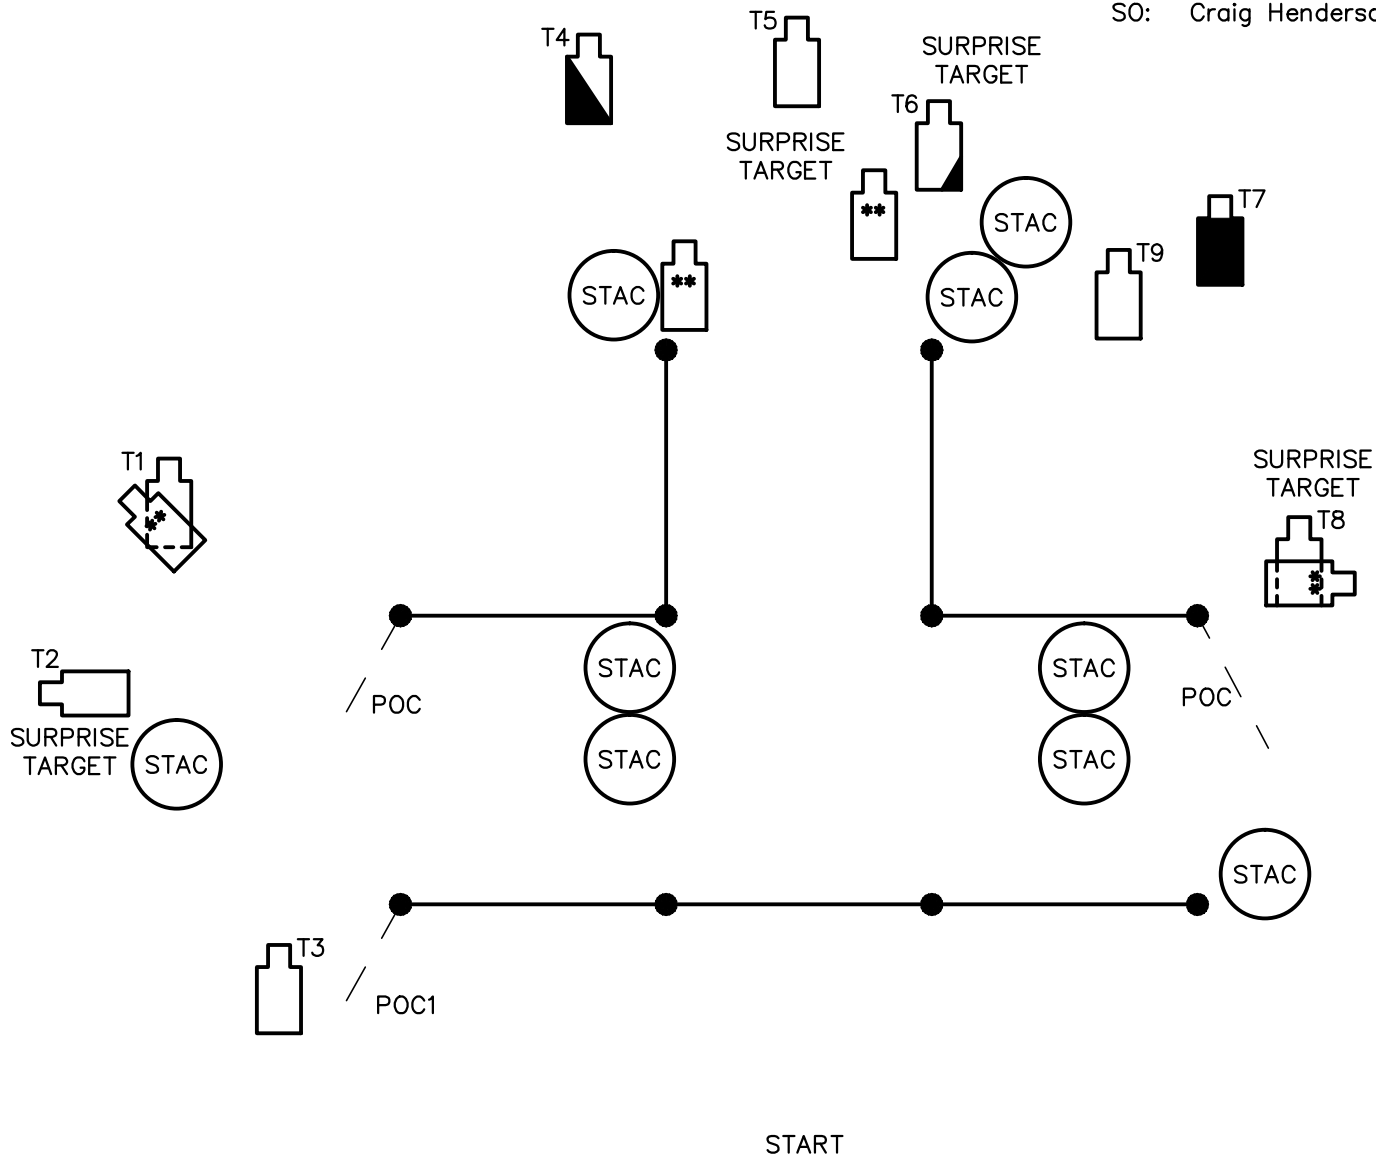 SO: Craig Henders
T5
T4
SURPRISE
TARGET
T6
SURPRISE
TARGET
T7
**
STAC
T9
**
STAC
STAC
T1
**
SURPRISE
TARGET
T8
**
T2
STAC
STAC
POC
POC
SURPRISE
TARGET
STAC
STAC
STAC
STAC
T3
POC1
START